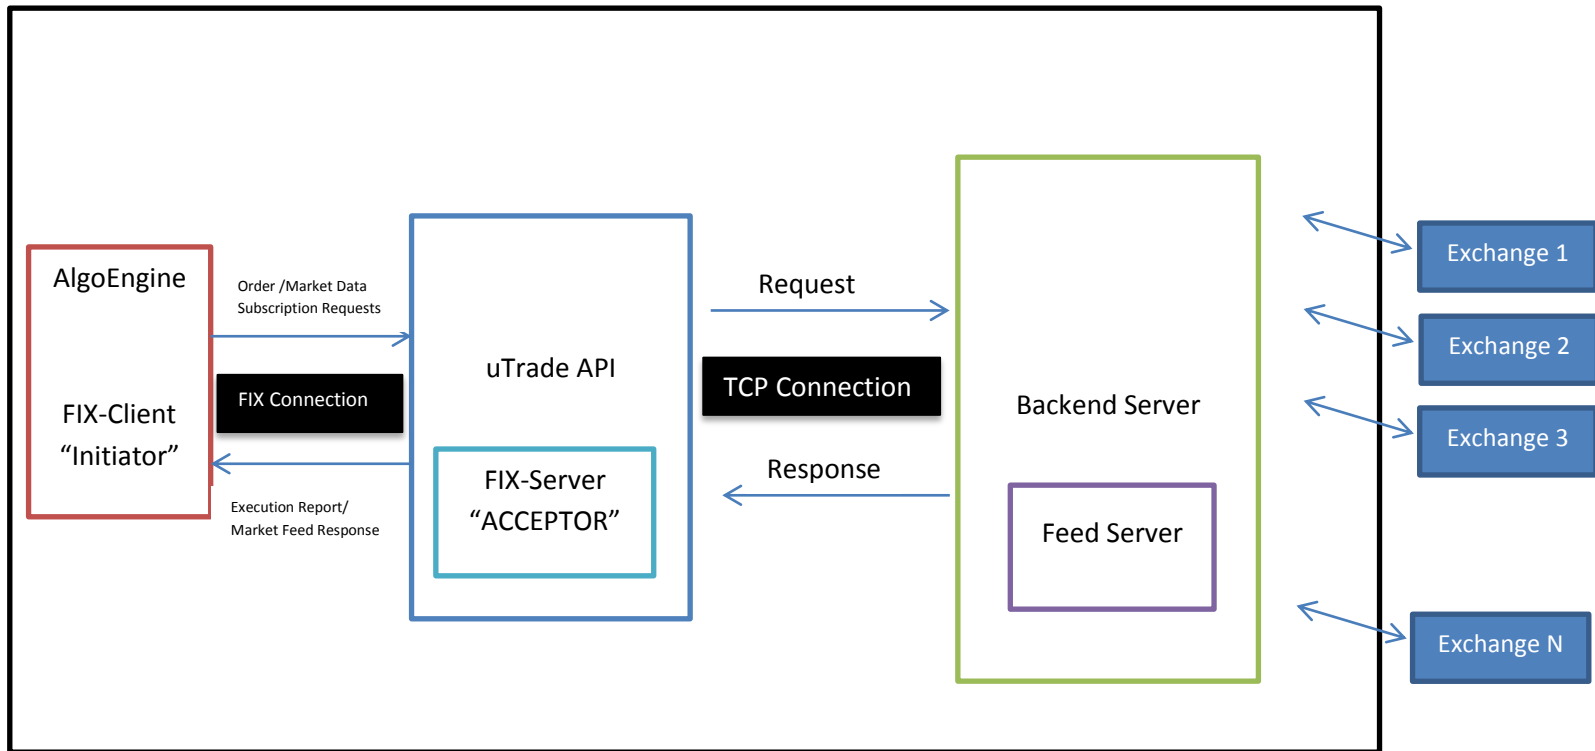 AlgoEngine
FIX-Client
“Initiator”
Order /Market Data
Subscription Requests
FIX Connection
Execution Report/
Market Feed Response
uTrade API
FIX-Server
“ACCEPTOR”
Request
TCP Connection
Response
Backend Server
Feed Server
Exchange 1
Exchange 2
Exchange 3
Exchange N